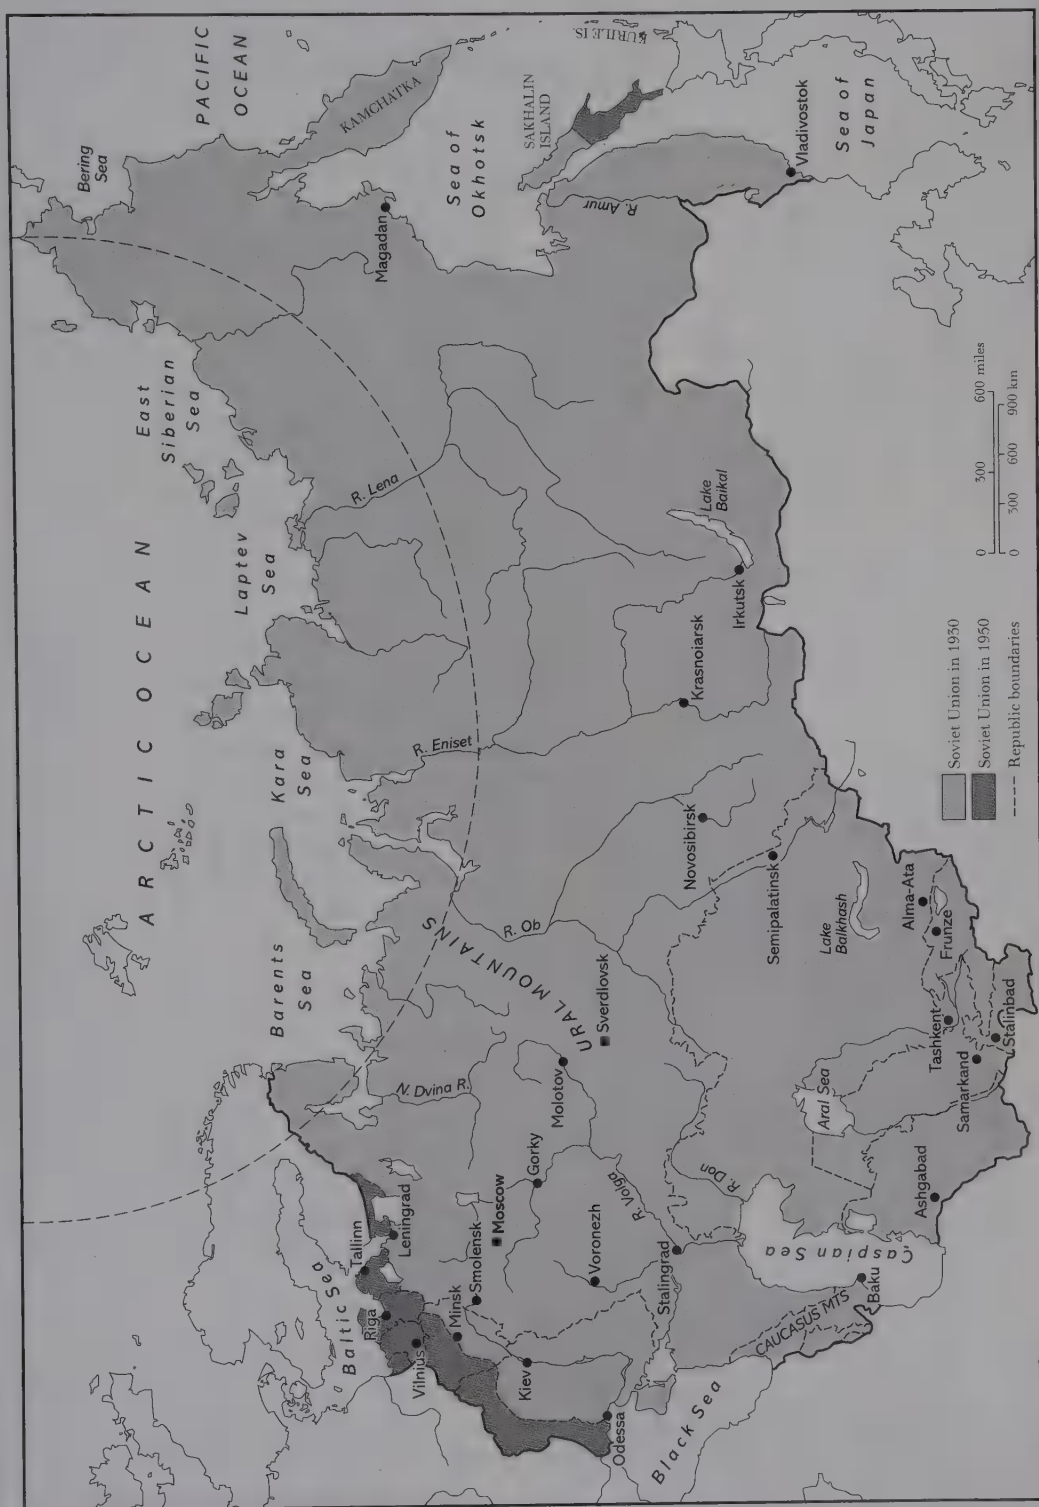 PACIFIC
OCEAN
Bering
Sea
KAMCHATKA
KURILE IS.
SAKHALIN
ISLAND
Sea of
Okhotsk
Magadan
R. Amur
Vladivostok
Sea of
Japan
ARCTIC OCEAN
East
Siberian
Sea
Laptev
Sea
Kara
Sea
Barents
Sea
R. Lena
R. Eniset
R. Ob
URAL MOUNTAINS
N. Dvina R.
Lake
Baikal
Irkutsk
Krasnoiarsk
Novosibirsk
Semipalatinsk
Sverdlovsk
Molotov
Gorky
Moscow
Smolensk
Leningrad
Tallinn
Baltic Sea
Riga
Vilnius
Minsk
Kiev
Odessa
Voronezh
Stalingrad
R. Volga
R. Don
Black Sea
CAUCASUS MTS
Baku
Caspian Sea
Aral Sea
Lake
Balkhash
Alma-Ata
Frunze
Tashkent
Samarkand
Stalinbad
Ashgabad
Soviet Union in 1930
Soviet Union in 1950
Republic boundaries
0 300 600 miles
0 300 600 900 km